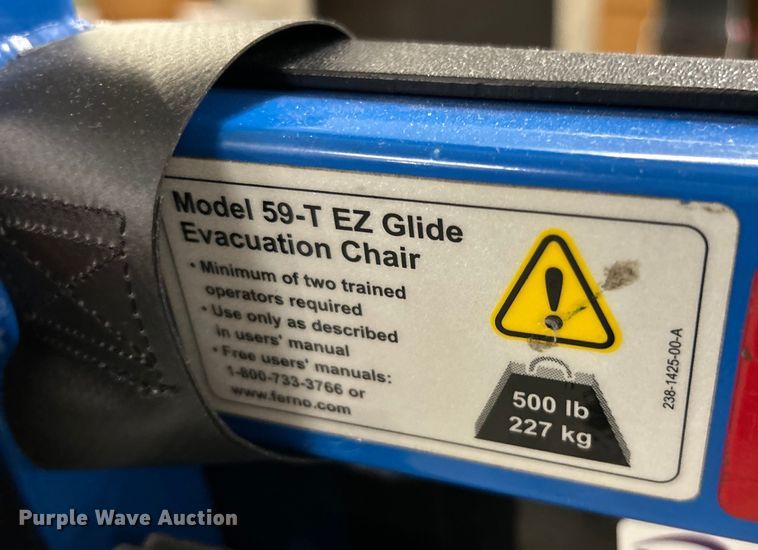 Model 59-T EZ Glide
Evacuation Chair
• Minimum of two trained
operators required
• Use only as described
in users' manual
• Free users' manuals:
1-800-733-3766 or
www.ferno.com
500 lb
227 kg
238-1425-00-A
Purple Wave Auction